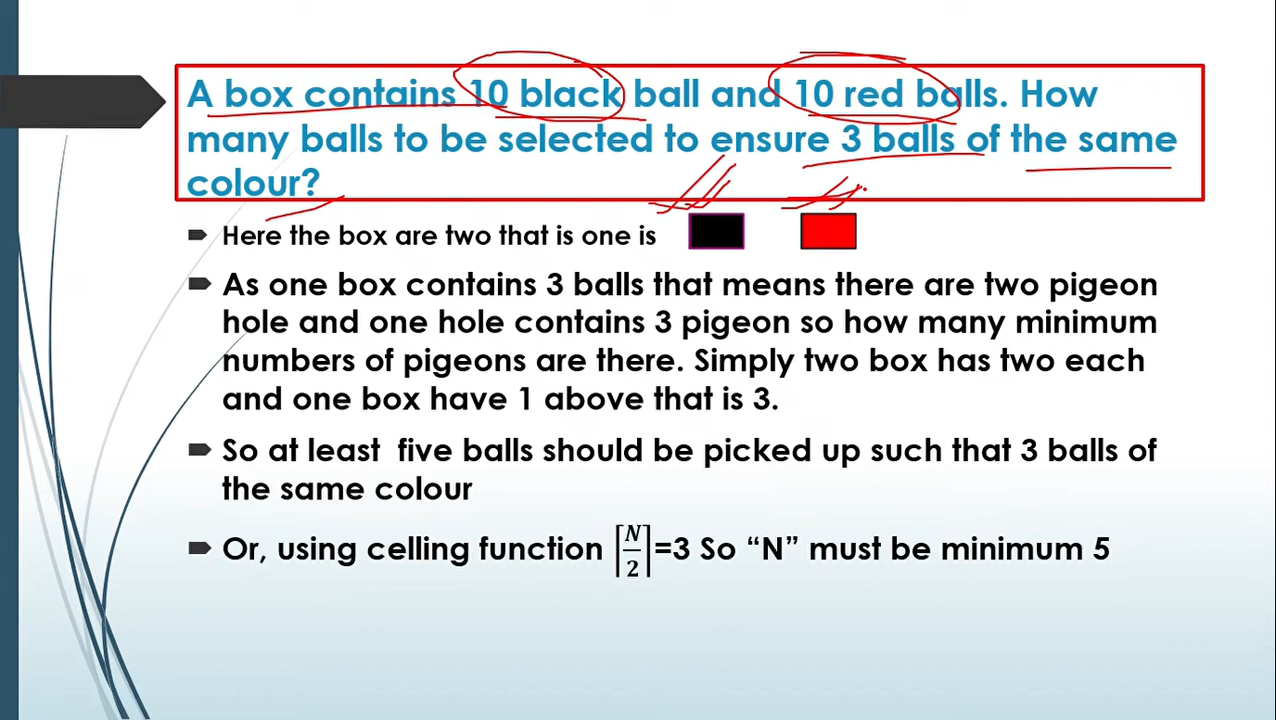 A box contains 10 black ball and 10 red balls. How
many balls to be selected to ensure 3 balls of the same
colour?
Here the box are two that is one is
As one box contains 3 balls that means there are two pigeon
hole and one hole contains 3 pigeon so how many minimum
numbers of pigeons are there. Simply two box has two each
and one box have 1 above that is 3.
So at least five balls should be picked up such that 3 balls of
the same colour
Or, using celling function ⌈N/2⌉=3 So “N” must be minimum 5